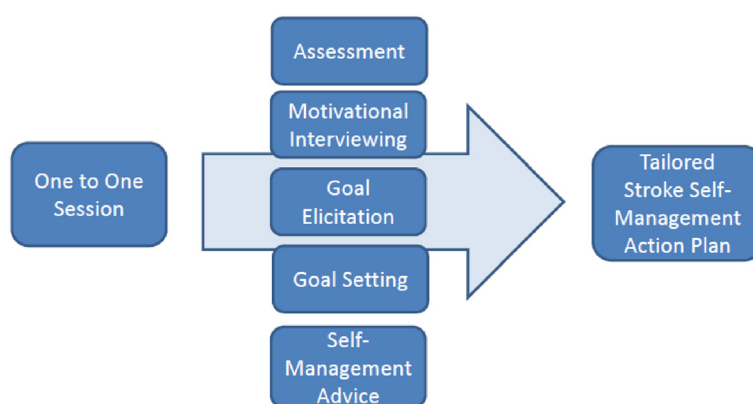 One to One
Session
Assessment
Motivational
Interviewing
Goal
Elicitation
Goal Setting
Self-
Management
Advice
Tailored
Stroke Self-
Management
Action Plan